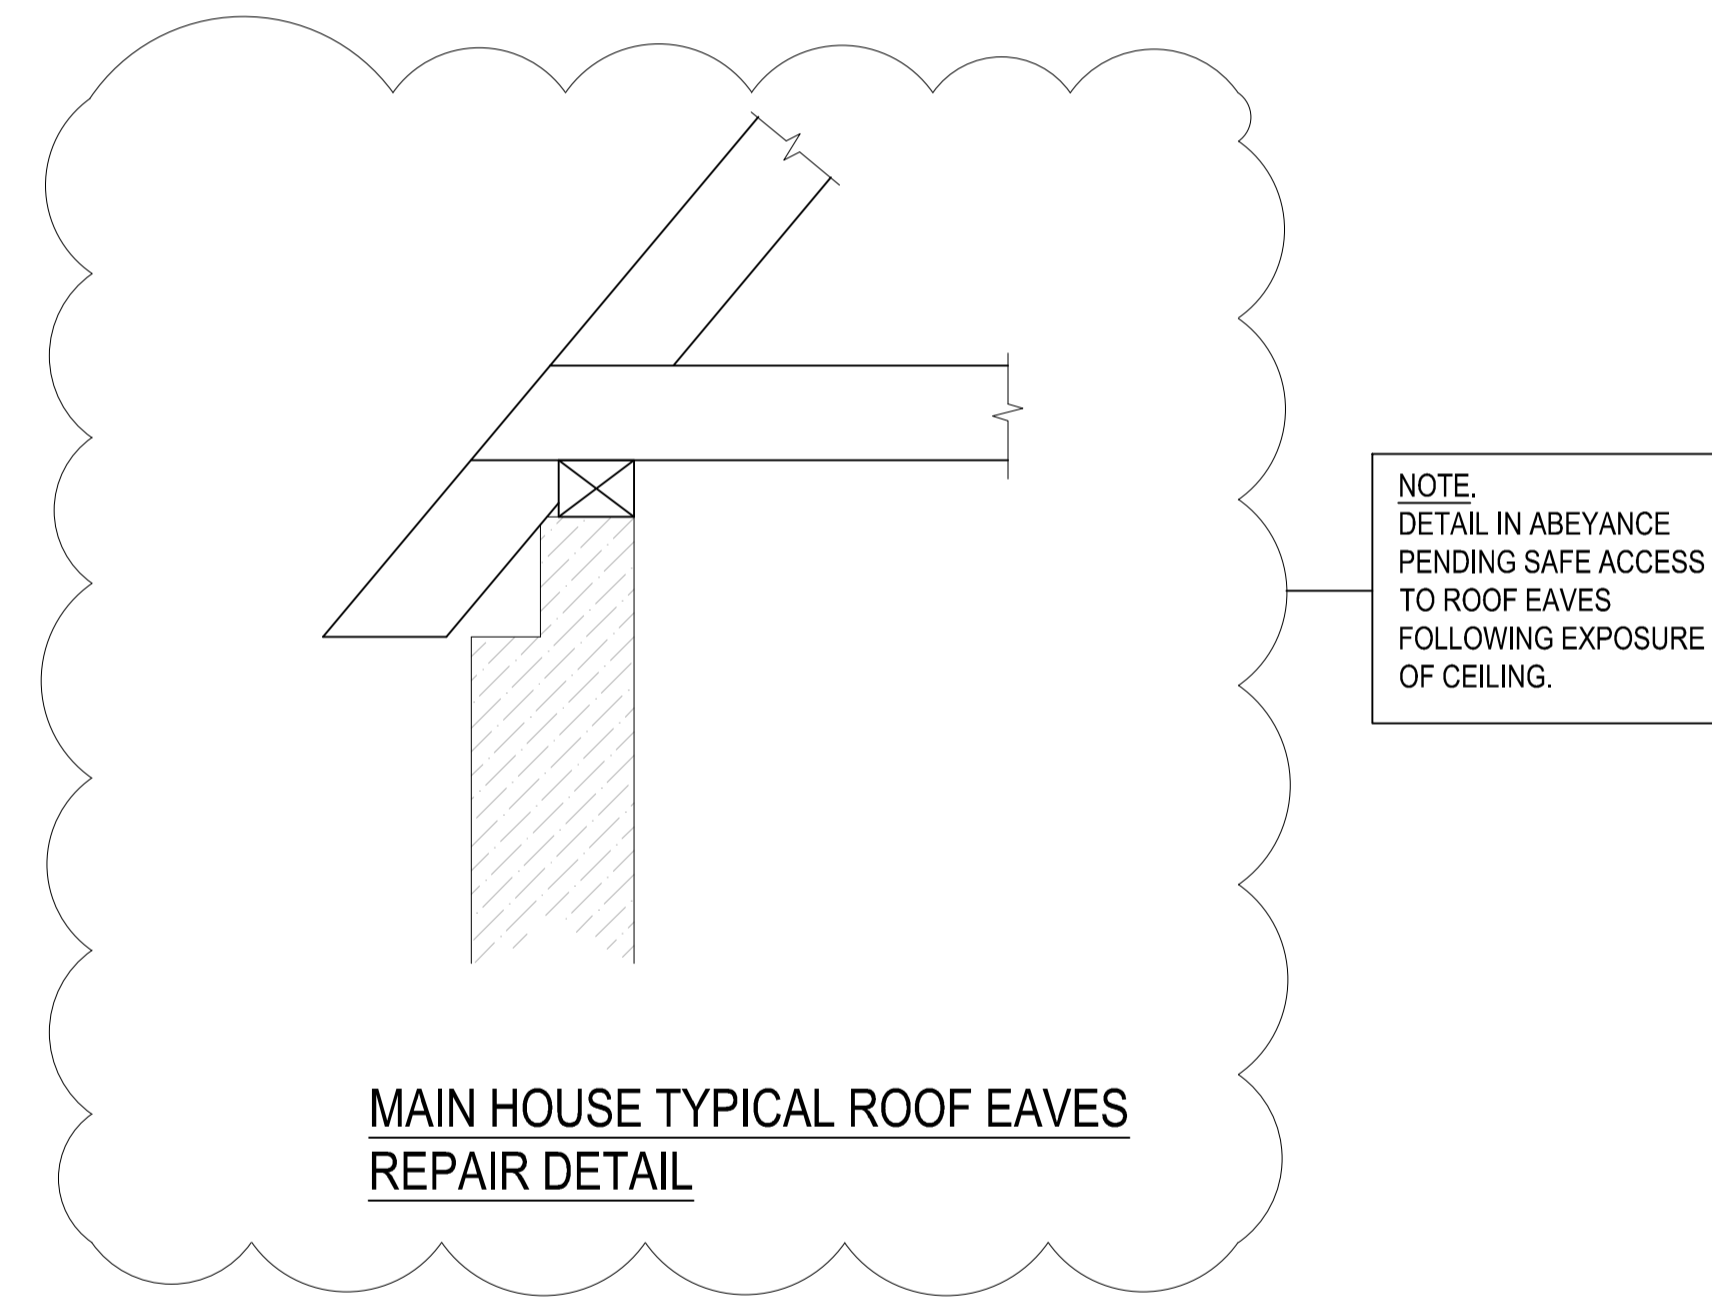 NOTE.
DETAIL IN ABEYANCE
PENDING SAFE ACCESS
TO ROOF EAVES
FOLLOWING EXPOSURE
OF CEILING.
MAIN HOUSE TYPICAL ROOF EAVES
REPAIR DETAIL